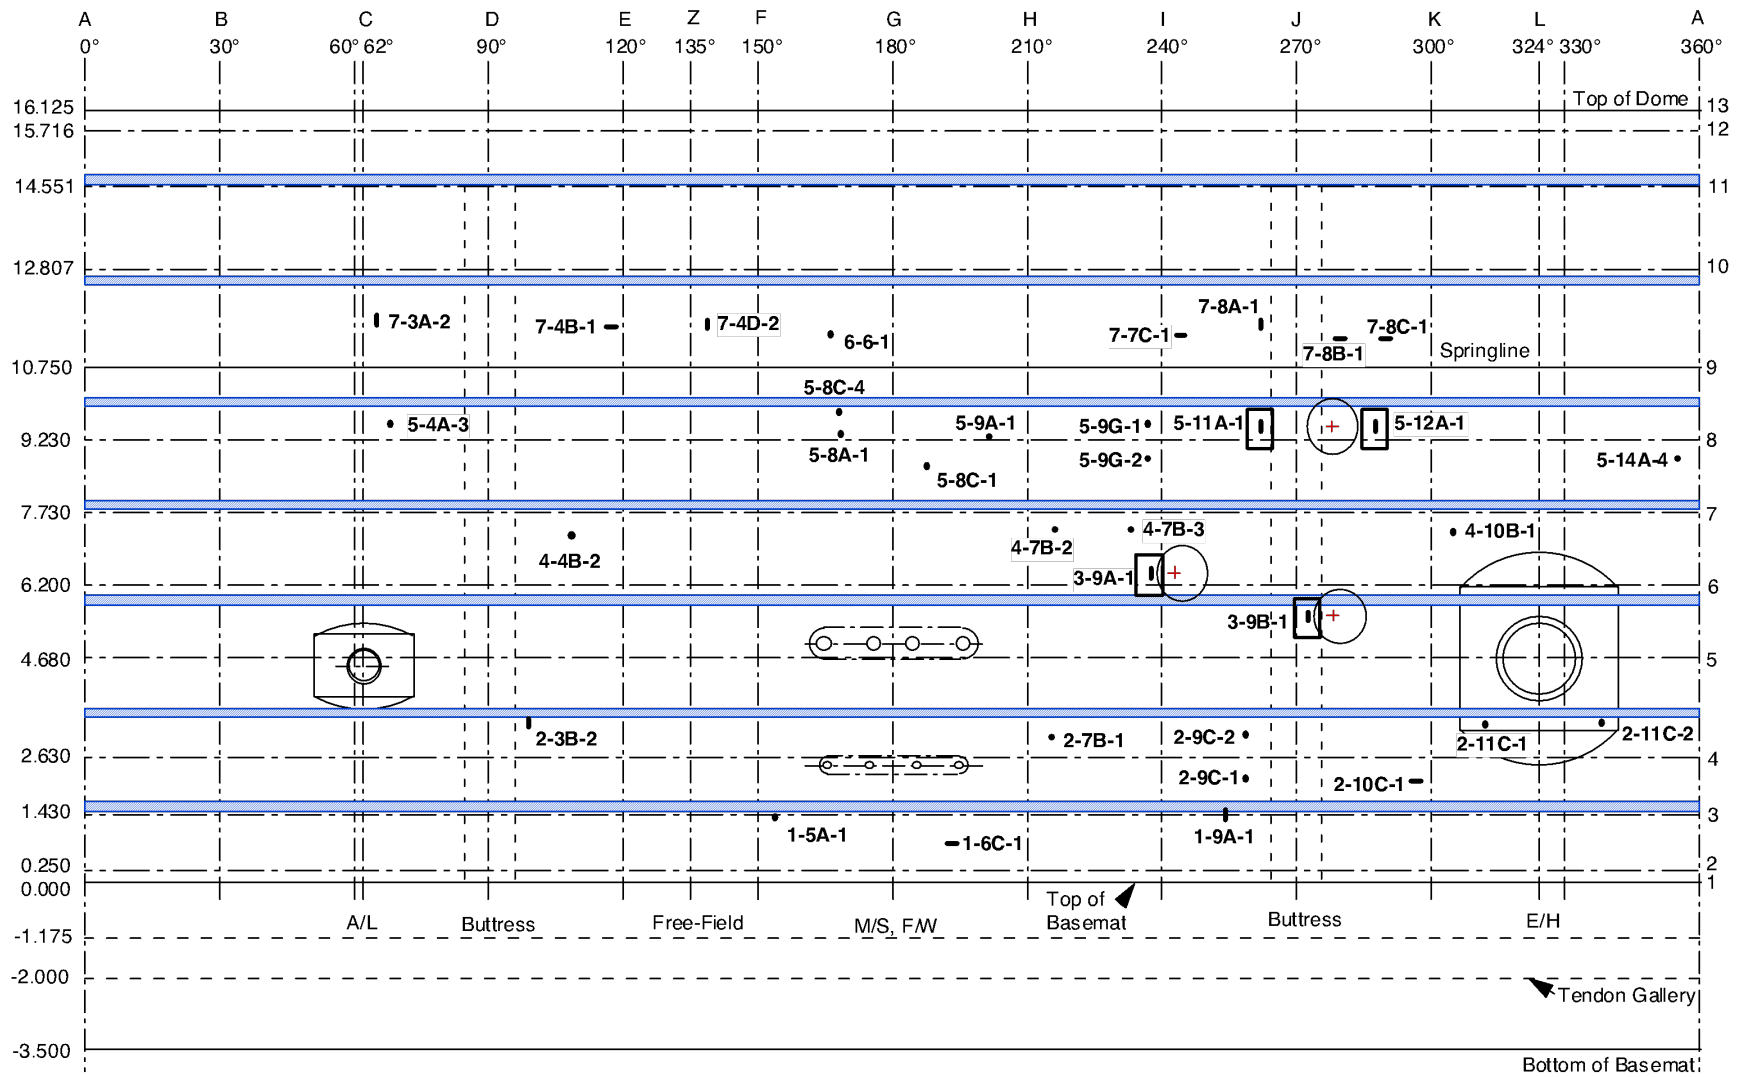 A B C D E Z F G H I J K L A
0° 30° 60° 62° 90° 120° 135° 150° 180° 210° 240° 270° 300° 324° 330° 360°
Top of Dome
16.125 13
15.716 12
14.551 11
12.807 10
7-8A-1
7-3A-2 7-4B-1 7-4D-2 7-8C-1
6-6-1 7-7C-1
7-8B-1 Springline
10.750 9
5-8C-4
5-4A-3 5-9A-1 5-9G-1 5-11A-1 5-12A-1
9.230 8
5-8A-1 5-9G-2 5-14A-4
5-8C-1
7.730 7
4-7B-3 4-10B-1
4-7B-2
4-4B-2
3-9A-1
6.200 6
3-9B-1
4.680 5
2-3B-2 2-7B-1 2-9C-2 2-11C-1 2-11C-2
2.630 4
2-9C-1 2-10C-1
1.430 3
1-5A-1 1-6C-1 1-9A-1
0.250 2
0.000 1
Top of
Basemat
A/L Buttress Free-Field M/S, F/W Buttress E/H
-1.175
-2.000
Tendon Gallery
-3.500
Bottom of Basemat